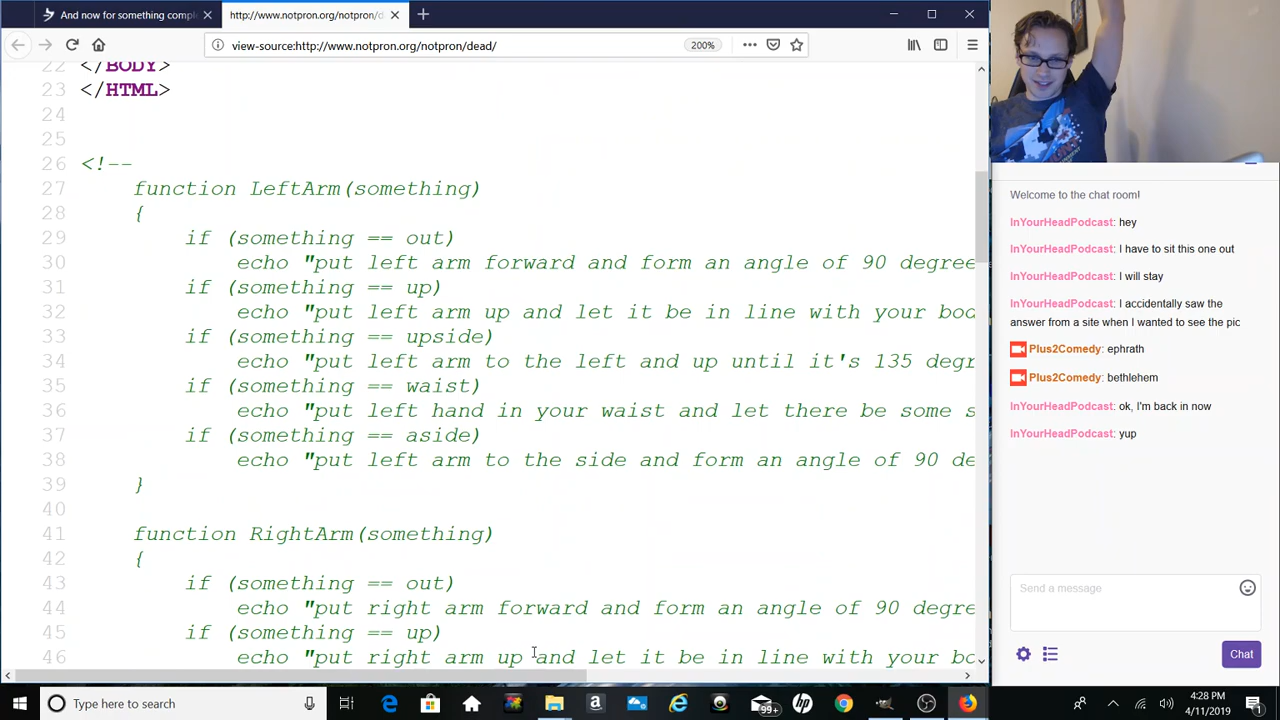 And now for something compl
http://www.notpron.org/notpron/d
view-source:http://www.notpron.org/notpron/dead/
200%
22 </BODY>
23 </HTML>
24
25
26 <!--
27 function LeftArm(something)
28 {
29 if (something == out)
30 echo "put left arm forward and form an angle of 90 degree
31 if (something == up)
32 echo "put left arm up and let it be in line with your bod
33 if (something == upside)
34 echo "put left arm to the left and up until it's 135 degr
35 if (something == waist)
36 echo "put left hand in your waist and let there be some s
37 if (something == aside)
38 echo "put left arm to the side and form an angle of 90 de
39 }
40
41 function RightArm(something)
42 {
43 if (something == out)
44 echo "put right arm forward and form an angle of 90 degre
45 if (something == up)
46 echo "put right arm up and let it be in line with your bo
Welcome to the chat room!
InYourHeadPodcast: hey
InYourHeadPodcast: I have to sit this one out
InYourHeadPodcast: I will stay
InYourHeadPodcast: I accidentally saw the
answer from a site when I wanted to see the pic
Plus2Comedy: ephrath
Plus2Comedy: bethlehem
InYourHeadPodcast: ok, I'm back in now
InYourHeadPodcast: yup
Send a message
Chat
Type here to search
99+
4:28 PM
4/11/2019